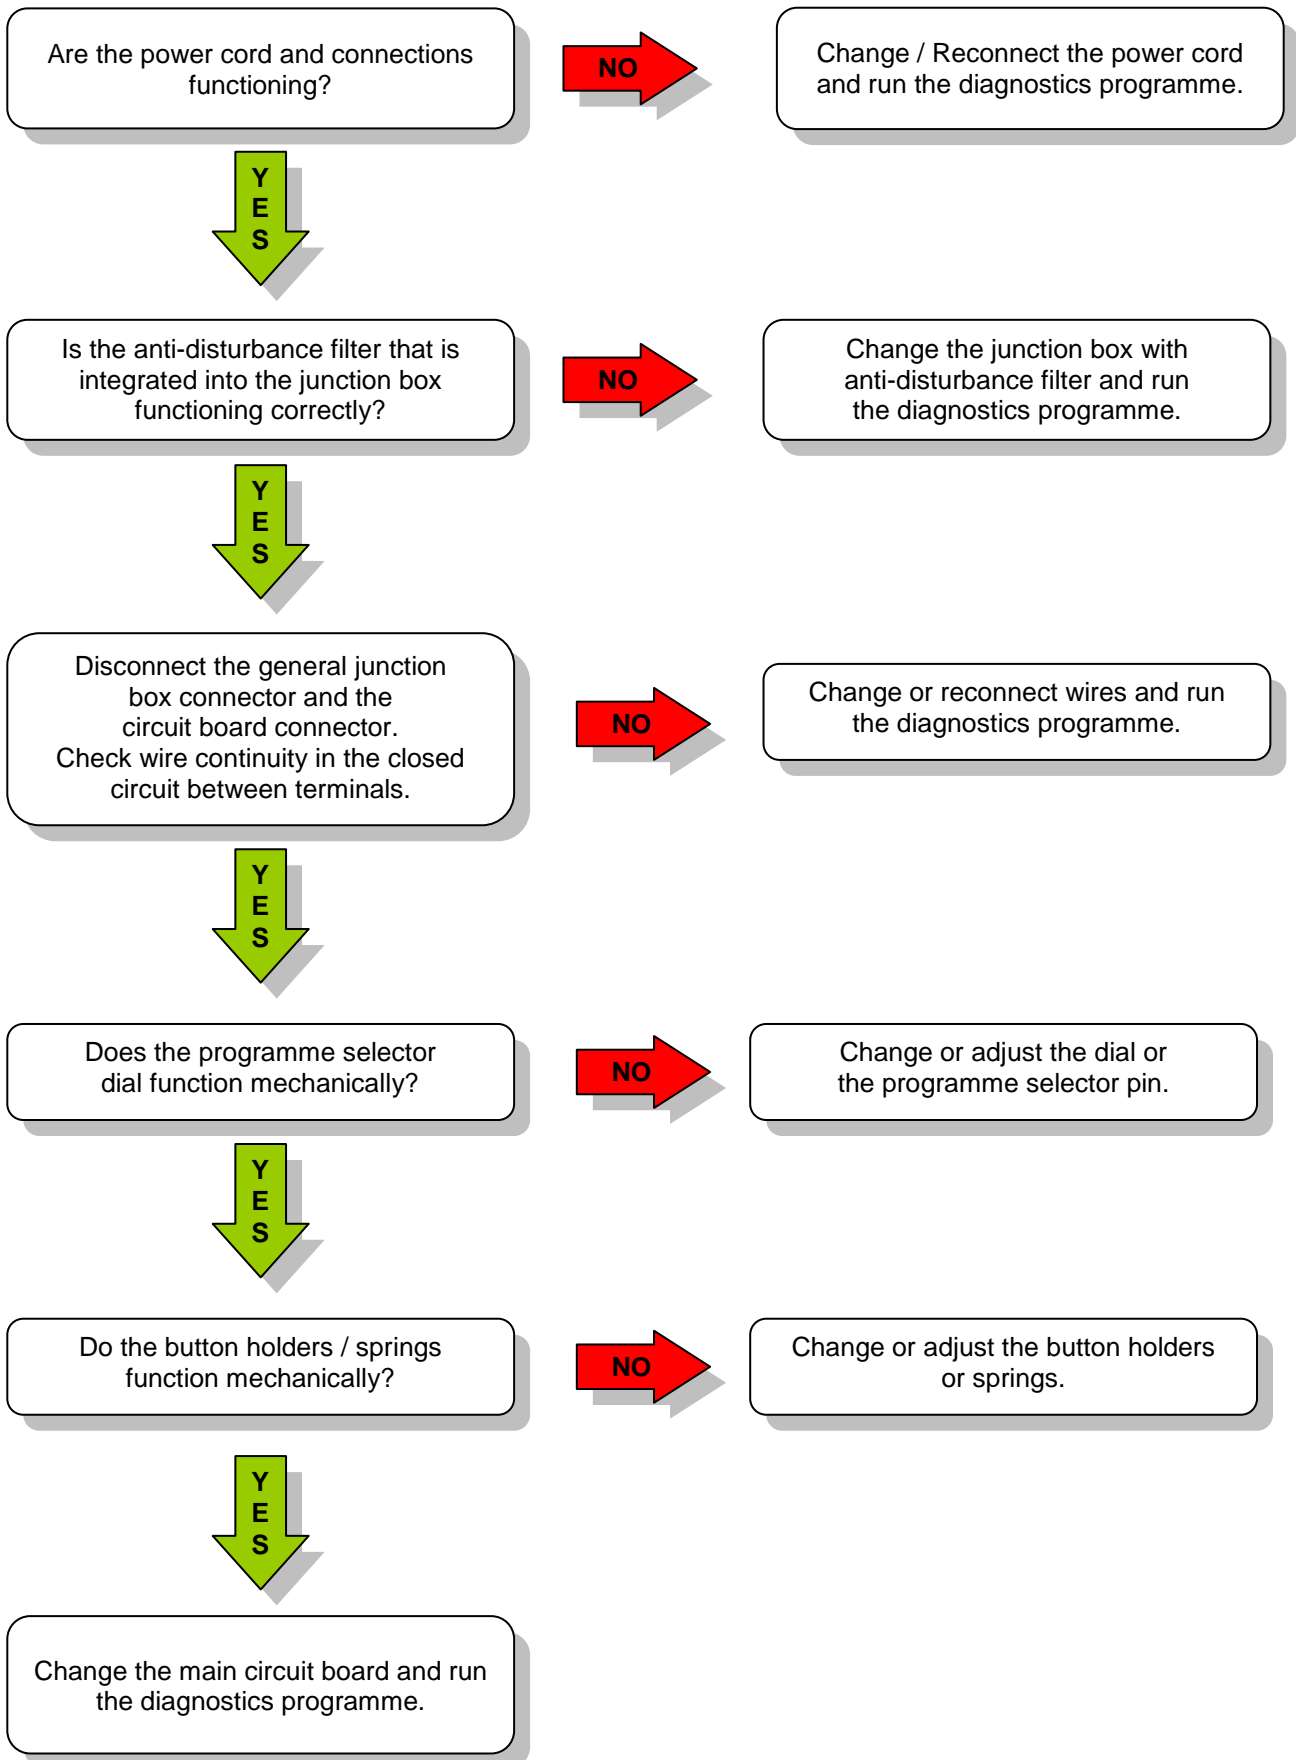 Are the power cord and connections
functioning?
NO
Change / Reconnect the power cord
and run the diagnostics programme.
YES
Is the anti-disturbance filter that is
integrated into the junction box
functioning correctly?
NO
Change the junction box with
anti-disturbance filter and run
the diagnostics programme.
YES
Disconnect the general junction
box connector and the
circuit board connector.
Check wire continuity in the closed
circuit between terminals.
NO
Change or reconnect wires and run
the diagnostics programme.
YES
Does the programme selector
dial function mechanically?
NO
Change or adjust the dial or
the programme selector pin.
YES
Do the button holders / springs
function mechanically?
NO
Change or adjust the button holders
or springs.
YES
Change the main circuit board and run
the diagnostics programme.